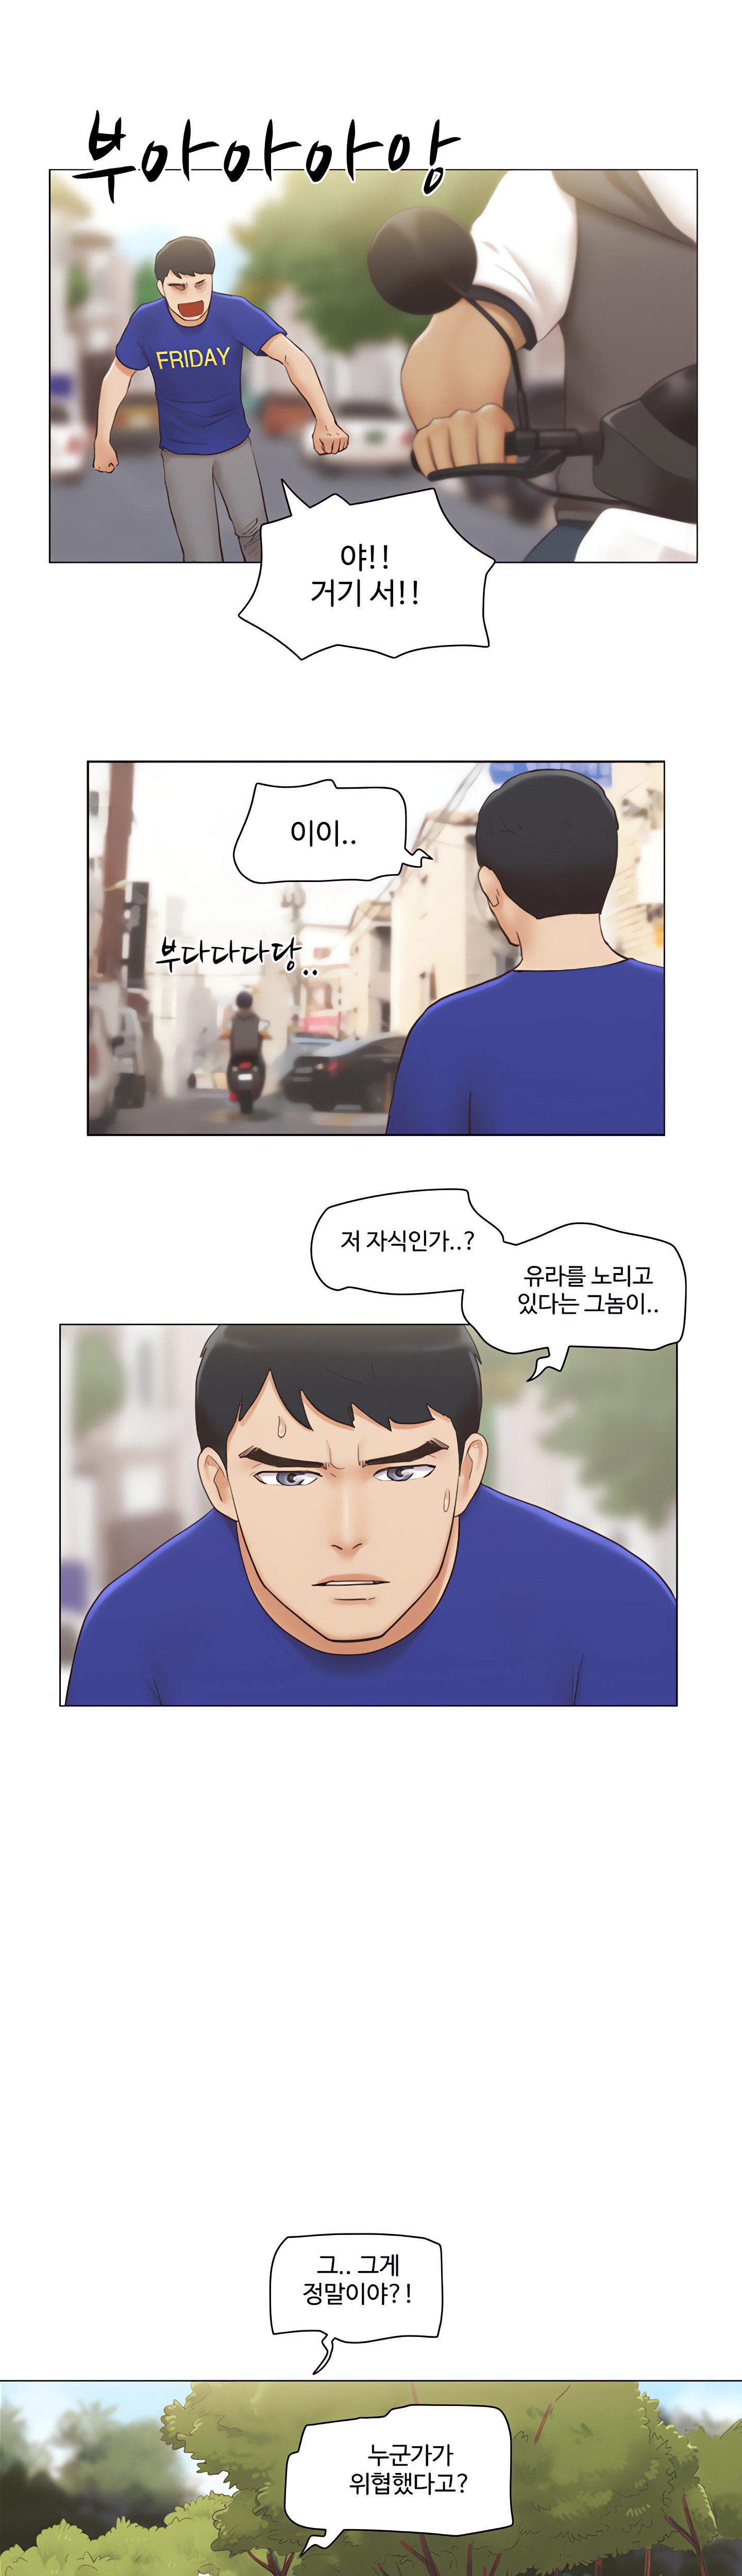 부아아아앙
FRIDAY
야!!
거기 서!!
이이..
부다다다당..
저 자식인가..?
유라를 노리고
있다는 그놈이..
그.. 그게
정말이야?!
누군가가
위협했다고?